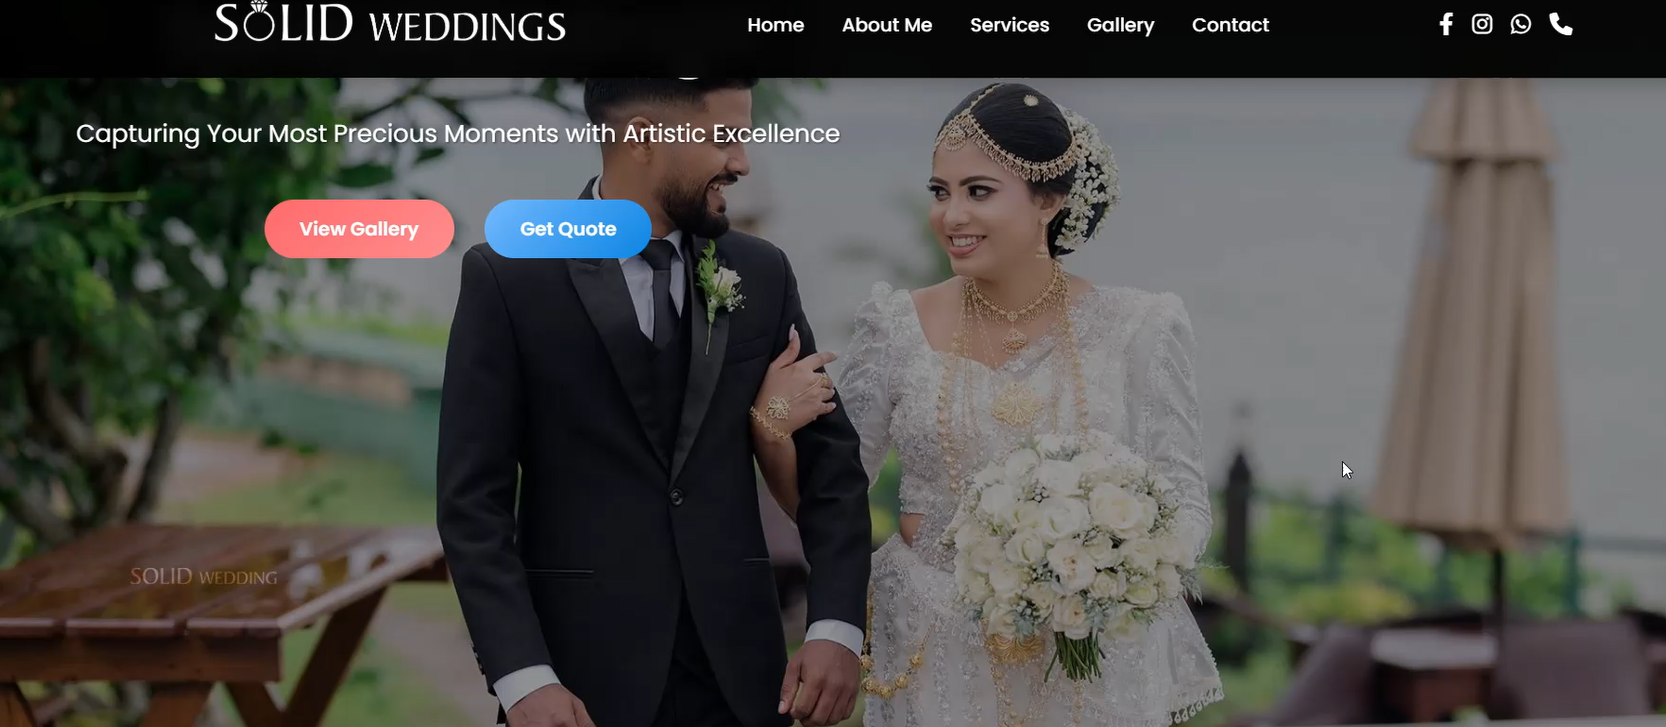 SOLID WEDDINGS
Home About Me Services Gallery Contact
Capturing Your Most Precious Moments with Artistic Excellence
View Gallery Get Quote
SOLID WEDDING